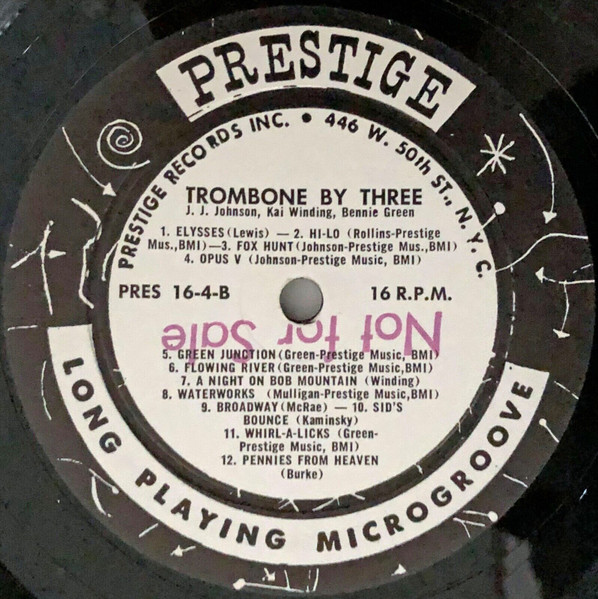 PRESTIGE
PRESTIGE RECORDS INC. • 446 W. 50th ST., N.Y.C.
TROMBONE BY THREE
J. J. Johnson, Kai Winding, Bennie Green
1. ELYSSES (Lewis) — 2. HI-LO (Rollins-Prestige
Mus.,BMI)—3. FOX HUNT (Johnson-Prestige Mus.,BMI)
4. OPUS V (Johnson-Prestige Music, BMI)
PRES 16-4-B
16 R.P.M.
Not for Sale
5. GREEN JUNCTION (Green-Prestige Music, BMI)
6. FLOWING RIVER (Green-Prestige Music, BMI)
7. A NIGHT ON BOB MOUNTAIN (Winding)
8. WATERWORKS (Mulligan-Prestige Music,BMI)
9. BROADWAY (McRae) — 10. SID'S
BOUNCE (Kaminsky)
11. WHIRL-A-LICKS (Green-
Prestige Music, BMI)
12. PENNIES FROM HEAVEN
(Burke)
LONG PLAYING MICROGROOVE